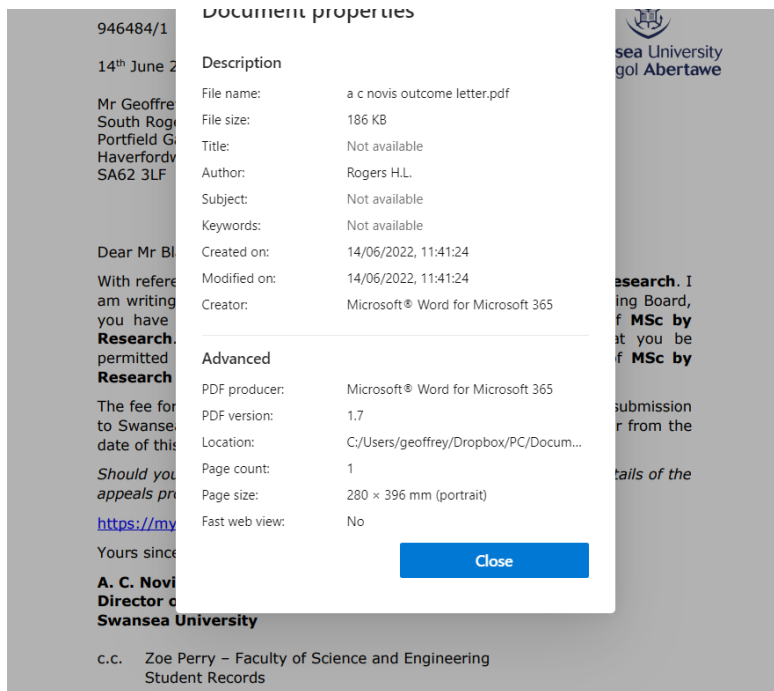 Document properties
946484/1
sea University
gol Abertawe
14th June 2
Mr Geoffre
South Rog
Portfield G
Haverfordw
SA62 3LF
Dear Mr Bl
With refere
esearch. I
am writing
ing Board,
you have
f MSc by
Research.
at you be
permitted
f MSc by
Research
The fee for
submission
to Swansea
r from the
date of this
Should you
tails of the
appeals pro
https://my
Yours since
A. C. Novi
Director o
Swansea University
c.c. Zoe Perry – Faculty of Science and Engineering
Student Records
Description
File name: a c novis outcome letter.pdf
File size: 186 KB
Title: Not available
Author: Rogers H.L.
Subject: Not available
Keywords: Not available
Created on: 14/06/2022, 11:41:24
Modified on: 14/06/2022, 11:41:24
Creator: Microsoft® Word for Microsoft 365
Advanced
PDF producer: Microsoft® Word for Microsoft 365
PDF version: 1.7
Location: C:/Users/geoffrey/Dropbox/PC/Docum...
Page count: 1
Page size: 280 × 396 mm (portrait)
Fast web view: No
Close